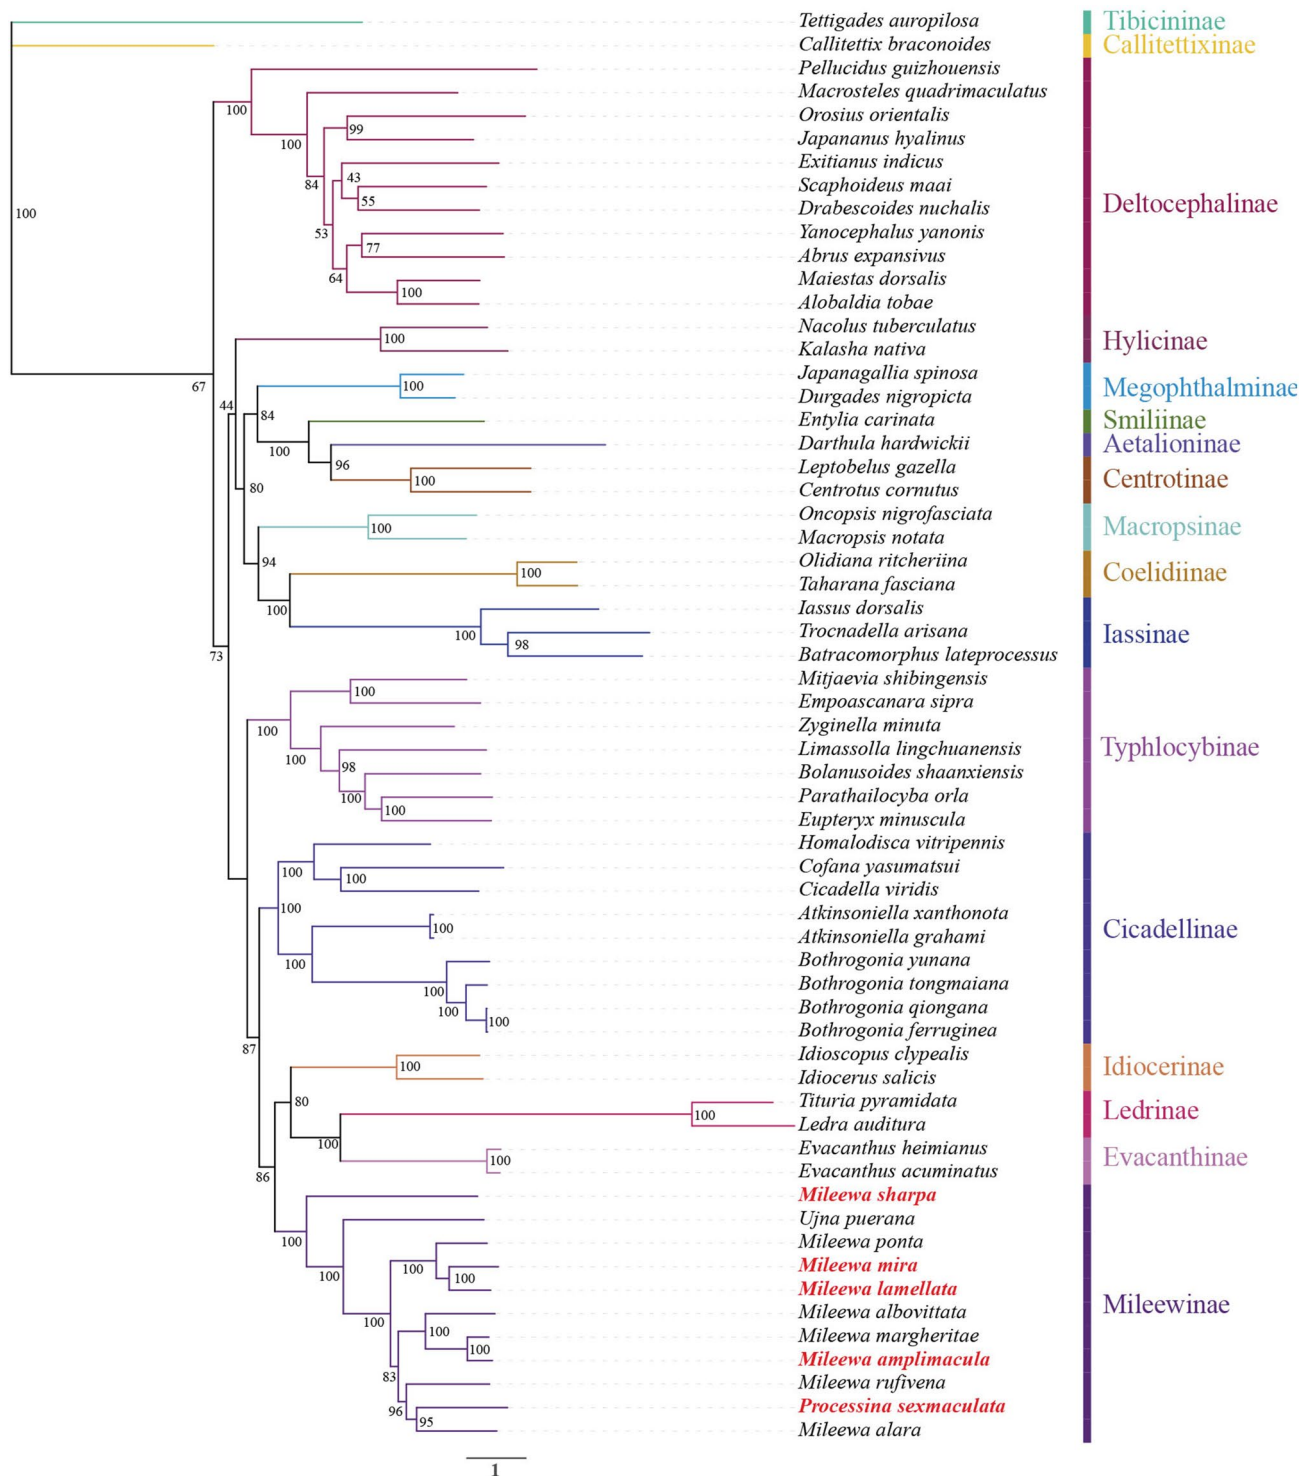 Tettigades auropilosa Tibicininae
Callitettix braconoides Callitettixinae
Pellucidus guizhouensis
100 Macrosteles quadrimaculatus
Orosius orientalis
100 99 Japananus hyalinus
Exitianus indicus
84 43 Scaphoideus maai
55 Drabescoides nuchalis Deltocephalinae
100 53 Yanocephalus yanonis
77 Abrus expansivus
64 Maiestas dorsalis
100 Alobaldia tobae
Nacolus tuberculatus
100 Kalasha nativa Hylicinae
Japanagallia spinosa
67 100 Durgades nigropicta Megophthalminae
44 84 Entylia carinata Smiliinae
100 Darthula hardwickii Aetalioninae
96 Leptobelus gazella
100 Centrotus cornutus Centrotinae
80 Oncopsis nigrofasciata
100 Macropsis notata Macropsinae
94 Olidiana ritcheriina
100 Taharana fasciana Coelidiinae
100 Iassus dorsalis
100 Trocnadella arisana Iassinae
73 98 Batracomorphus lateprocessus
Mitjaevia shibingensis
100 Empoascanara sipra
100 Zyginella minuta
100 Limassolla lingchuanensis Typhlocybinae
98 Bolanusoides shaanxiensis
100 Parathailocyba orla
100 Eupteryx minuscula
Homalodisca vitripennis
100 Cofana yasumatsui
100 Cicadella viridis
100 Atkinsoniella xanthonota
100 Atkinsoniella grahami Cicadellinae
100 Bothrogonia yunana
100 Bothrogonia tongmaiana
100 Bothrogonia qiongana
100 Bothrogonia ferruginea
87 Idioscopus clypealis
100 Idiocerus salicis Idiocerinae
80 Tituria pyramidata
100 Ledra auditura Ledrinae
100 Evacanthus heimianus
100 Evacanthus acuminatus Evacanthinae
86 Mileewa sharpa
Ujna puerana
100 Mileewa ponta
100 100 Mileewa mira
100 Mileewa lamellata
100 Mileewa albovittata Mileewinae
100 Mileewa margheritae
100 Mileewa amplimacula
83 Mileewa rufivena
96 Processina sexmaculata
95 Mileewa alara
1